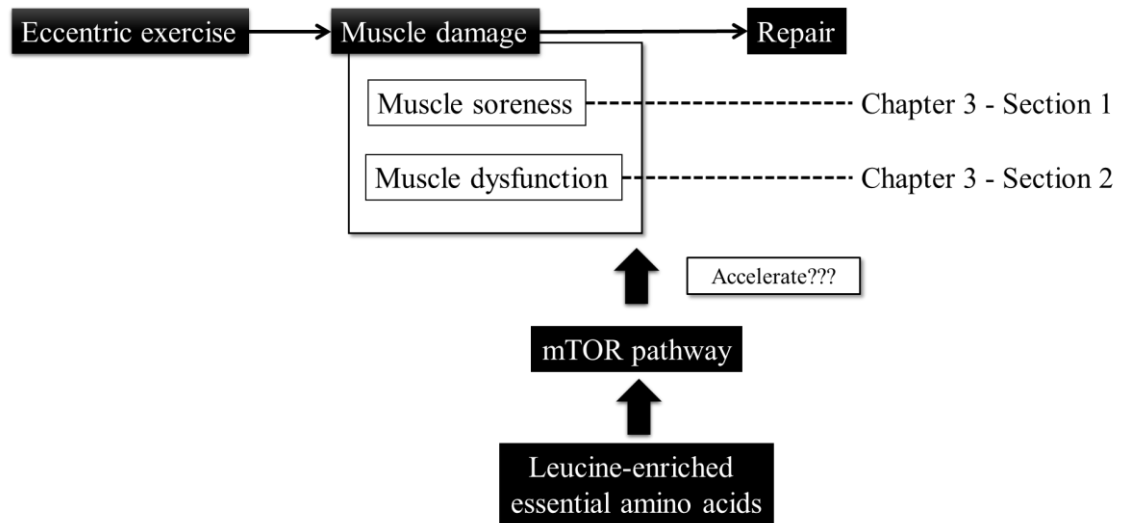 Eccentric exercise
Muscle damage
Repair
Muscle soreness
Chapter 3 - Section 1
Muscle dysfunction
Chapter 3 - Section 2
Accelerate???
mTOR pathway
Leucine-enriched
essential amino acids